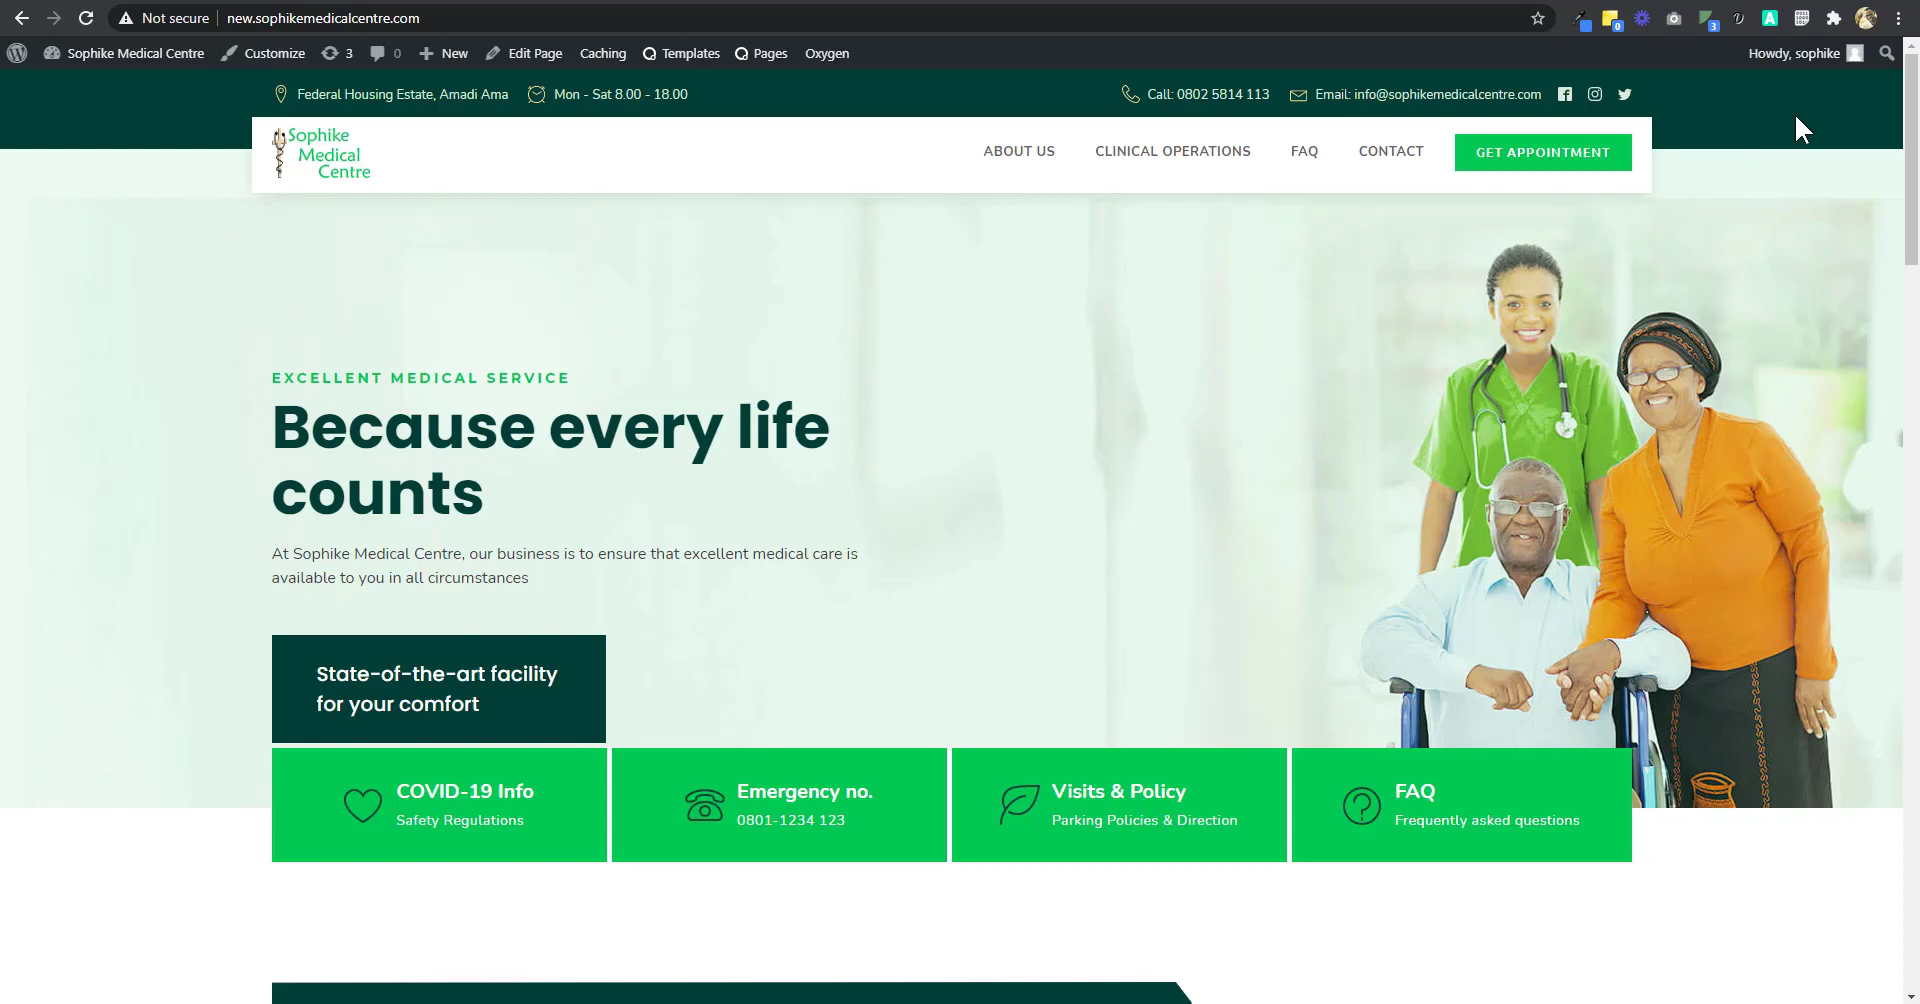 Not secure
new.sophikemedicalcentre.com
0
3
A
Sophike Medical Centre
Customize
3
0
New
Edit Page
Caching
Templates
Pages
Oxygen
Howdy, sophike
Federal Housing Estate, Amadi Ama
Mon - Sat 8.00 - 18.00
Call: 0802 5814 113
Email: info@sophikemedicalcentre.com
Sophike
Medical
Centre
ABOUT US
CLINICAL OPERATIONS
FAQ
CONTACT
GET APPOINTMENT
EXCELLENT MEDICAL SERVICE
Because every life
counts
At Sophike Medical Centre, our business is to ensure that excellent medical care is
available to you in all circumstances
State-of-the-art facility
for your comfort
COVID-19 Info
Safety Regulations
Emergency no.
0801-1234 123
Visits & Policy
Parking Policies & Direction
FAQ
Frequently asked questions